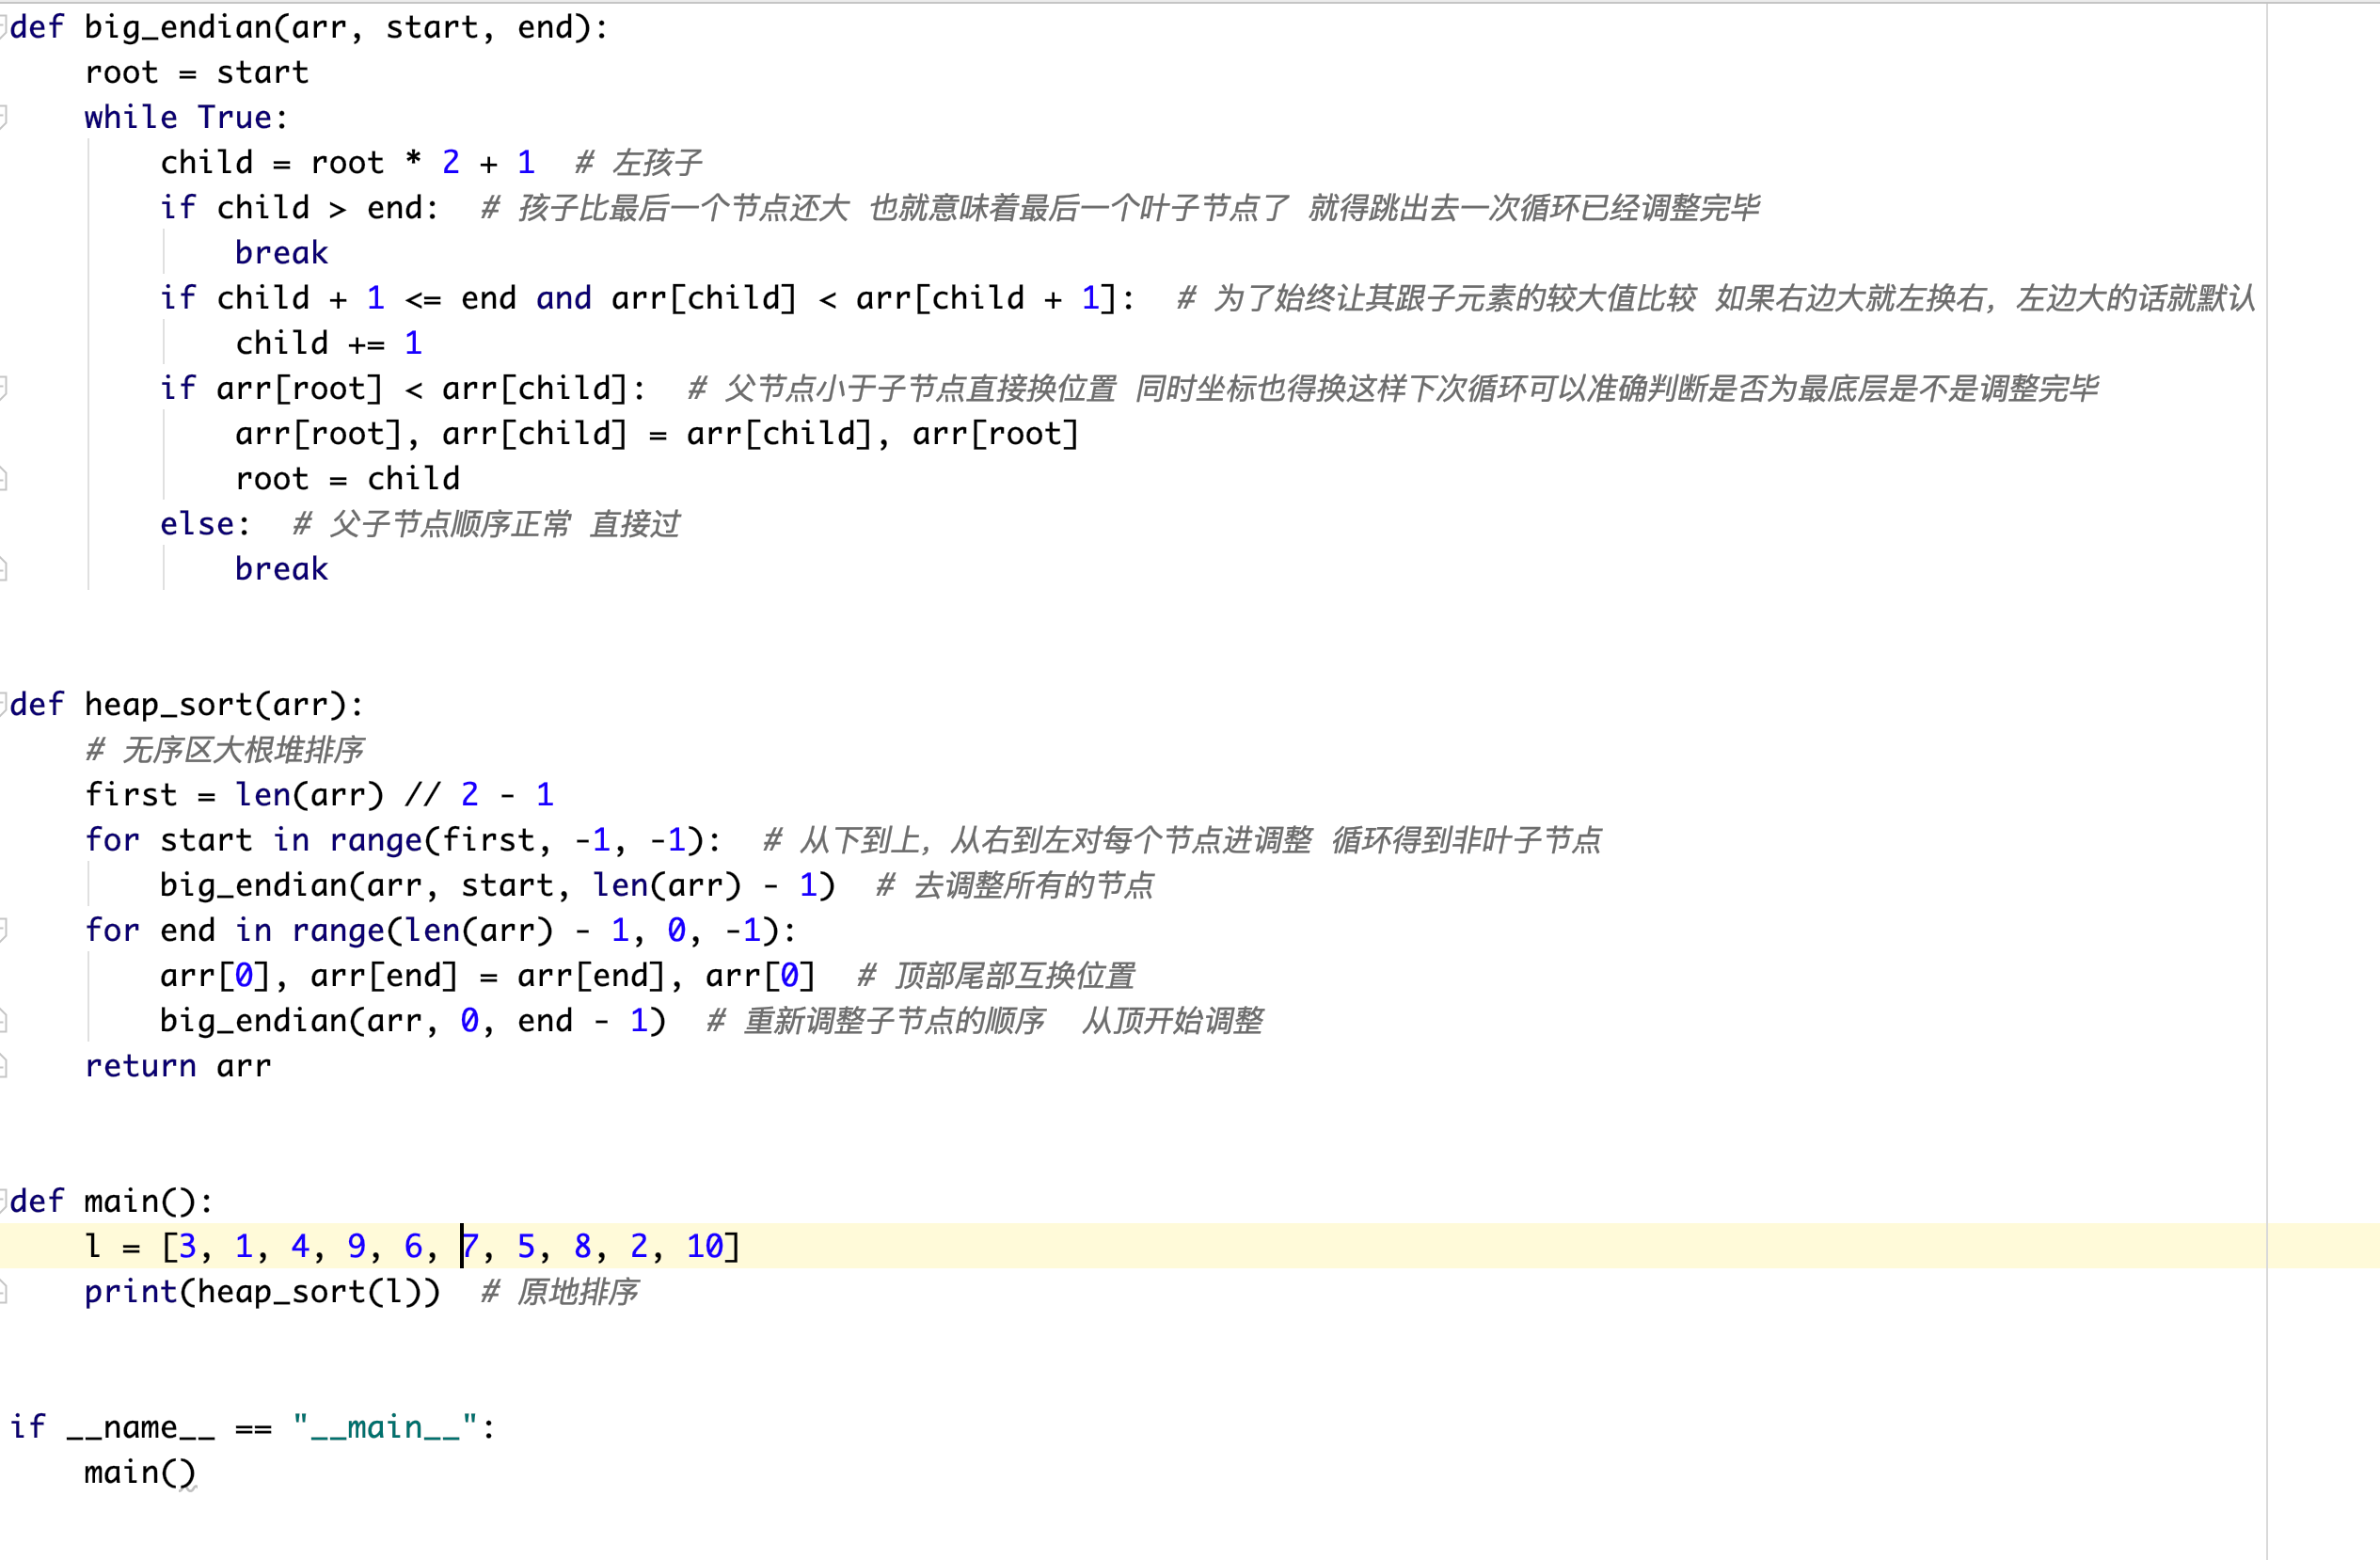 def big_endian(arr, start, end):
    root = start
    while True:
        child = root * 2 + 1  # 左孩子
        if child > end:  # 孩子比最后一个节点还大 也就意味着最后一个叶子节点了 就得跳出去一次循环已经调整完毕
            break
        if child + 1 <= end and arr[child] < arr[child + 1]:  # 为了始终让其跟子元素的较大值比较 如果右边大就左换右，左边大的话就默认
            child += 1
        if arr[root] < arr[child]:  # 父节点小于子节点直接换位置 同时坐标也得换这样下次循环可以准确判断是否为最底层是不是调整完毕
            arr[root], arr[child] = arr[child], arr[root]
            root = child
        else:  # 父子节点顺序正常 直接过
            break
def heap_sort(arr):
    # 无序区大根堆排序
    first = len(arr) // 2 - 1
    for start in range(first, -1, -1):  # 从下到上，从右到左对每个节点进调整 循环得到非叶子节点
        big_endian(arr, start, len(arr) - 1)  # 去调整所有的节点
    for end in range(len(arr) - 1, 0, -1):
        arr[0], arr[end] = arr[end], arr[0]  # 顶部尾部互换位置
        big_endian(arr, 0, end - 1)  # 重新调整子节点的顺序  从顶开始调整
    return arr
def main():
    l = [3, 1, 4, 9, 6, 7, 5, 8, 2, 10]
    print(heap_sort(l))  # 原地排序
if __name__ == "__main__":
    main()